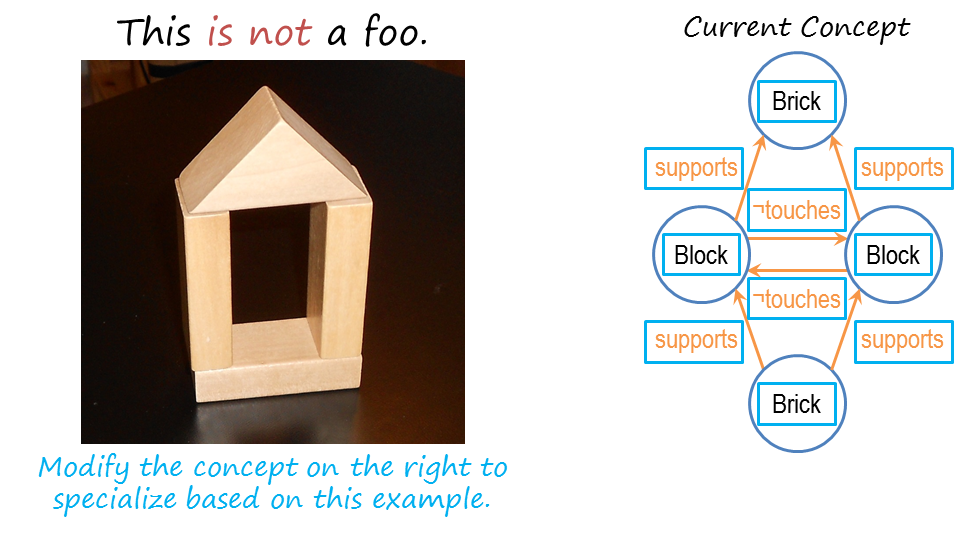 This is not a foo.
Current Concept
Brick
supports
supports
¬touches
Block
Block
¬touches
supports
supports
Brick
Modify the concept on the right to
specialize based on this example.